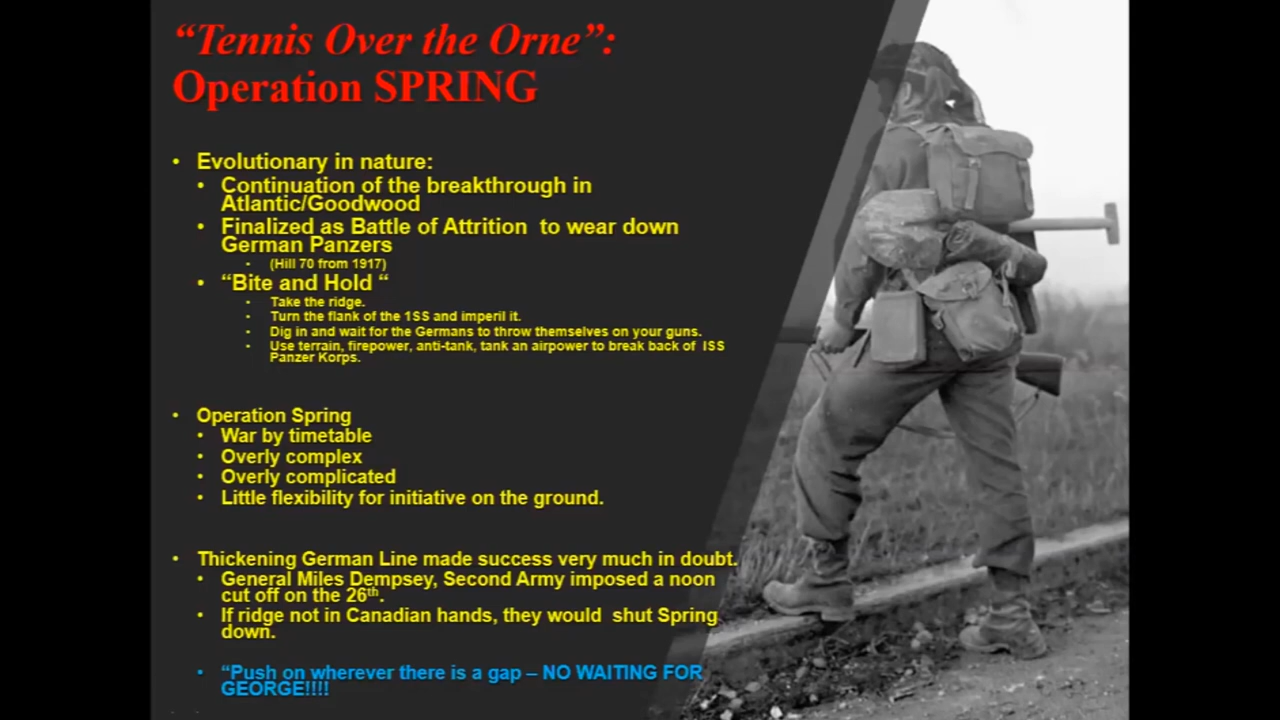 “Tennis Over the Orne”:
Operation SPRING
• Evolutionary in nature:
• Continuation of the breakthrough in
Atlantic/Goodwood
• Finalized as Battle of Attrition to wear down
German Panzers
• (Hill 70 from 1917)
• “Bite and Hold “
• Take the ridge.
• Turn the flank of the 1SS and imperil it.
• Dig in and wait for the Germans to throw themselves on your guns.
• Use terrain, firepower, anti-tank, tank an airpower to break back of ISS
Panzer Korps.
• Operation Spring
• War by timetable
• Overly complex
• Overly complicated
• Little flexibility for initiative on the ground.
• Thickening German Line made success very much in doubt.
• General Miles Dempsey, Second Army imposed a noon
cut off on the 26th.
• If ridge not in Canadian hands, they would shut Spring
down.
• “Push on wherever there is a gap – NO WAITING FOR
GEORGE!!!!